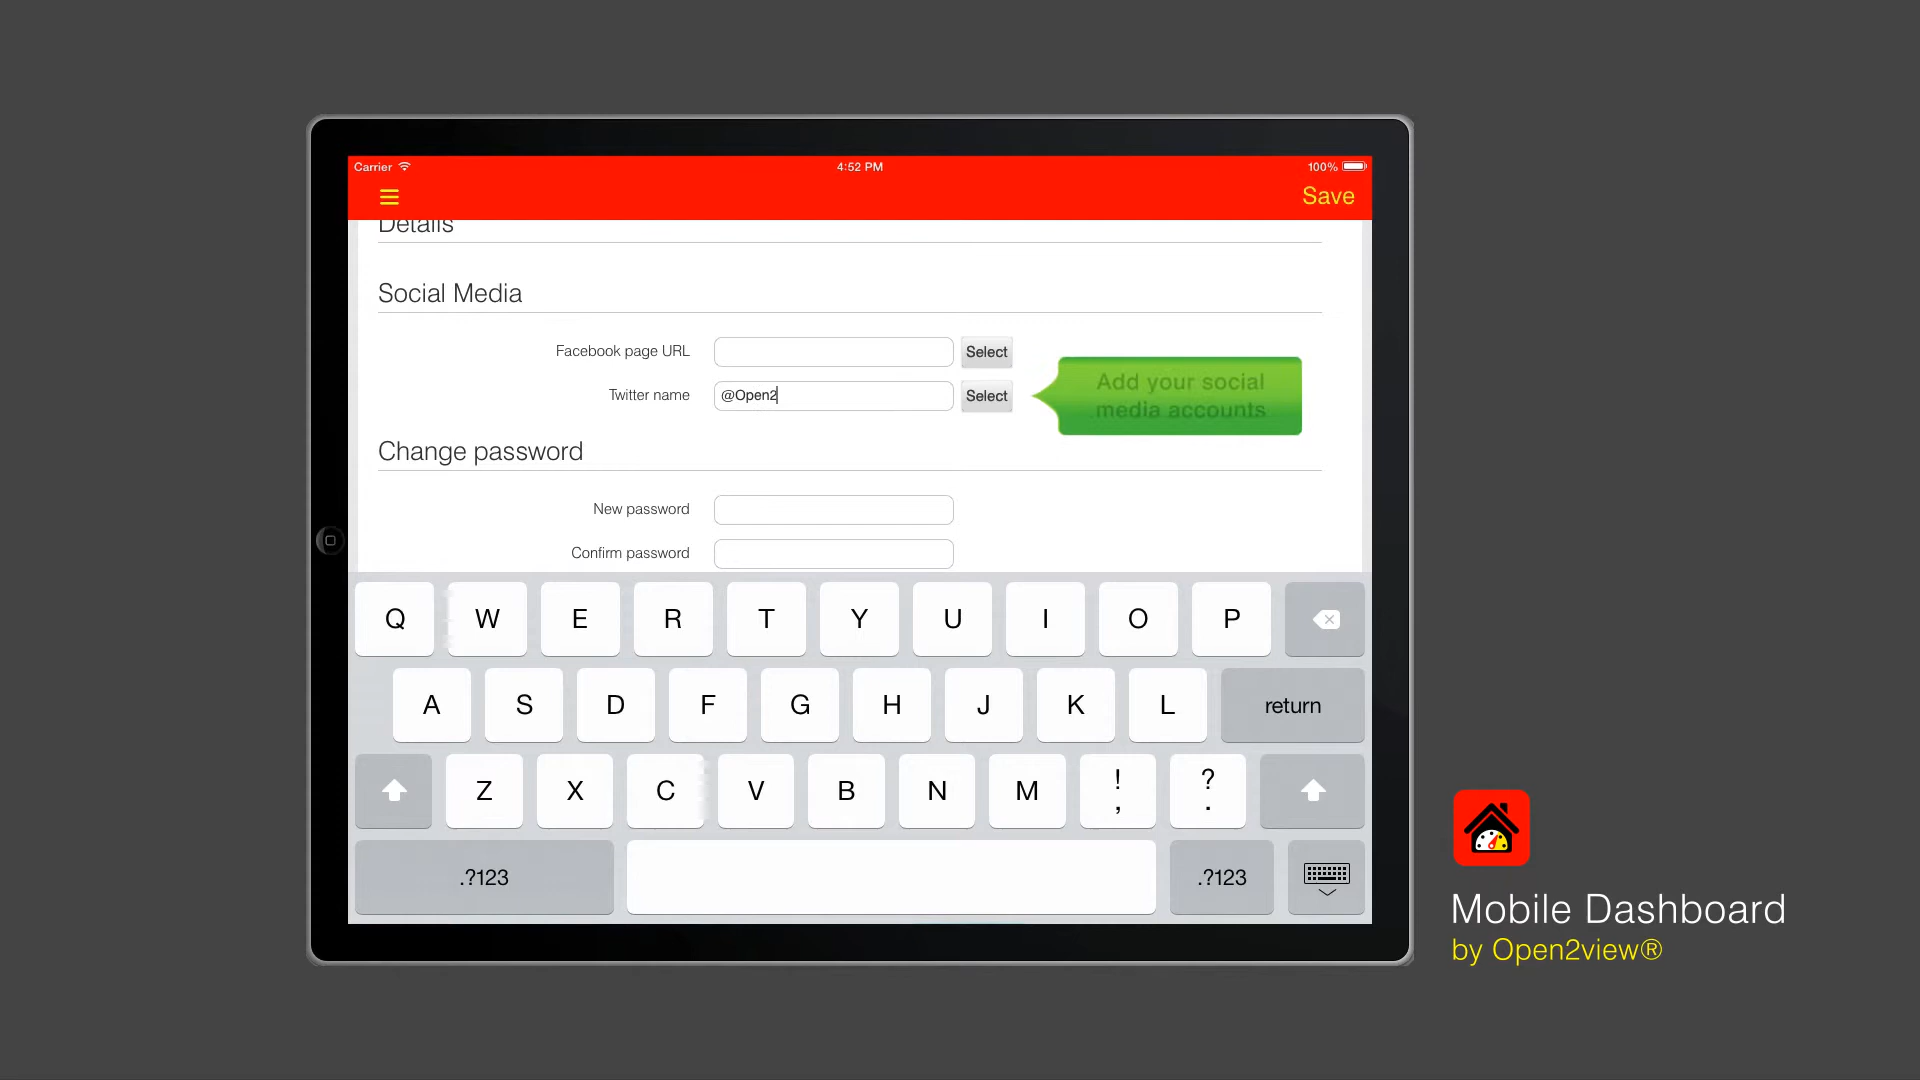 Carrier
4:52 PM
100%
Save
Details
Social Media
Facebook page URL
Select
Twitter name
@Open2
Select
Add your social
media accounts
Change password
New password
Confirm password
Q W E R T Y U I O P
A S D F G H J K L return
Z X C V B N M ! , ? .
.?123 .?123
Mobile Dashboard
by Open2view®